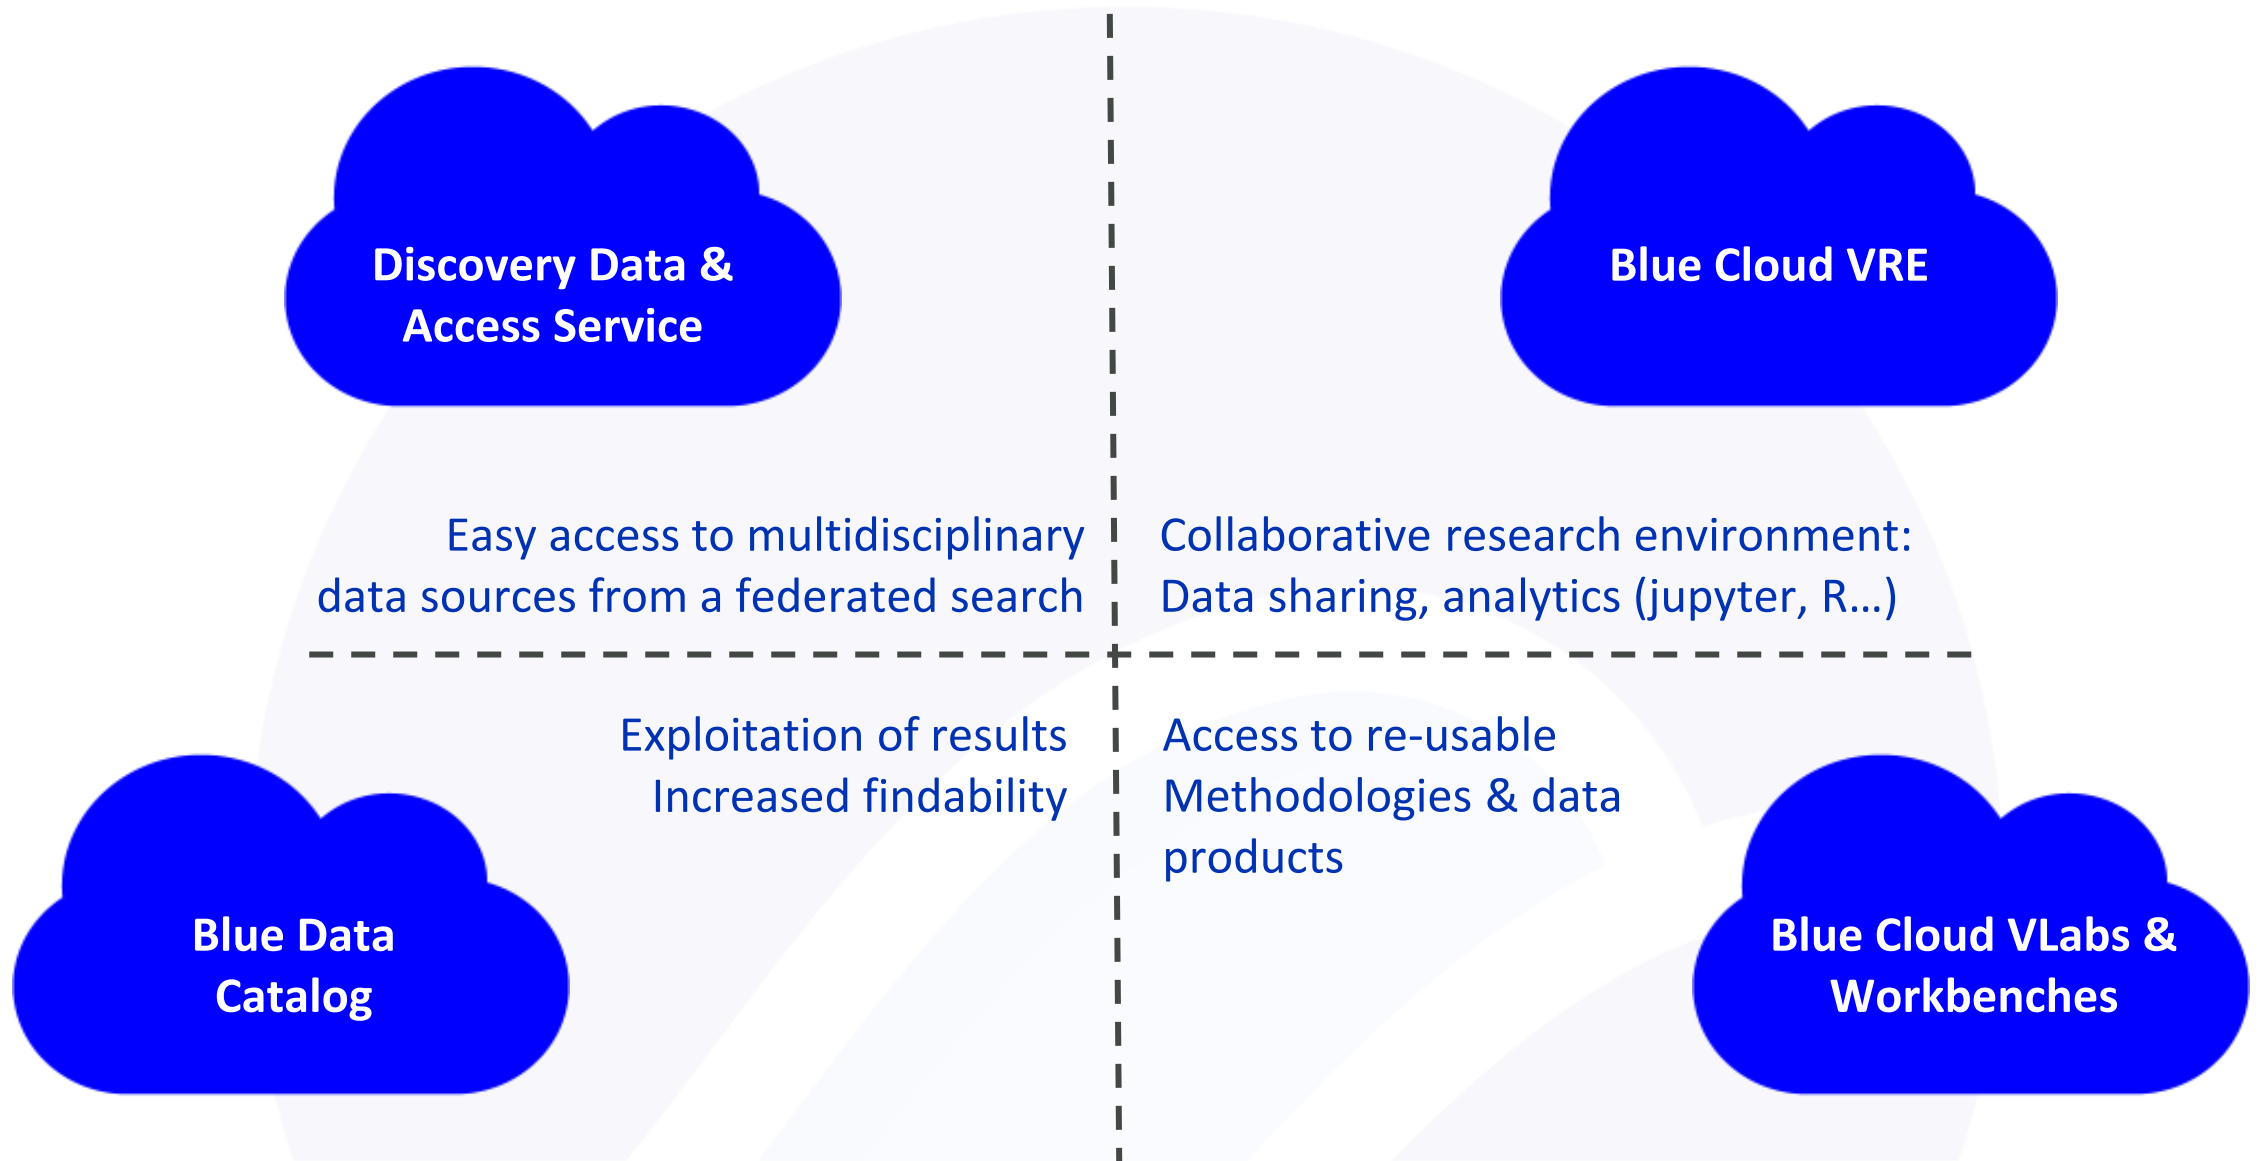 Discovery Data &
Access Service
Blue Cloud VRE
Easy access to multidisciplinary
data sources from a federated search
Collaborative research environment:
Data sharing, analytics (jupyter, R...)
Exploitation of results
Increased findability
Access to re-usable
Methodologies & data
products
Blue Data
Catalog
Blue Cloud VLabs &
Workbenches